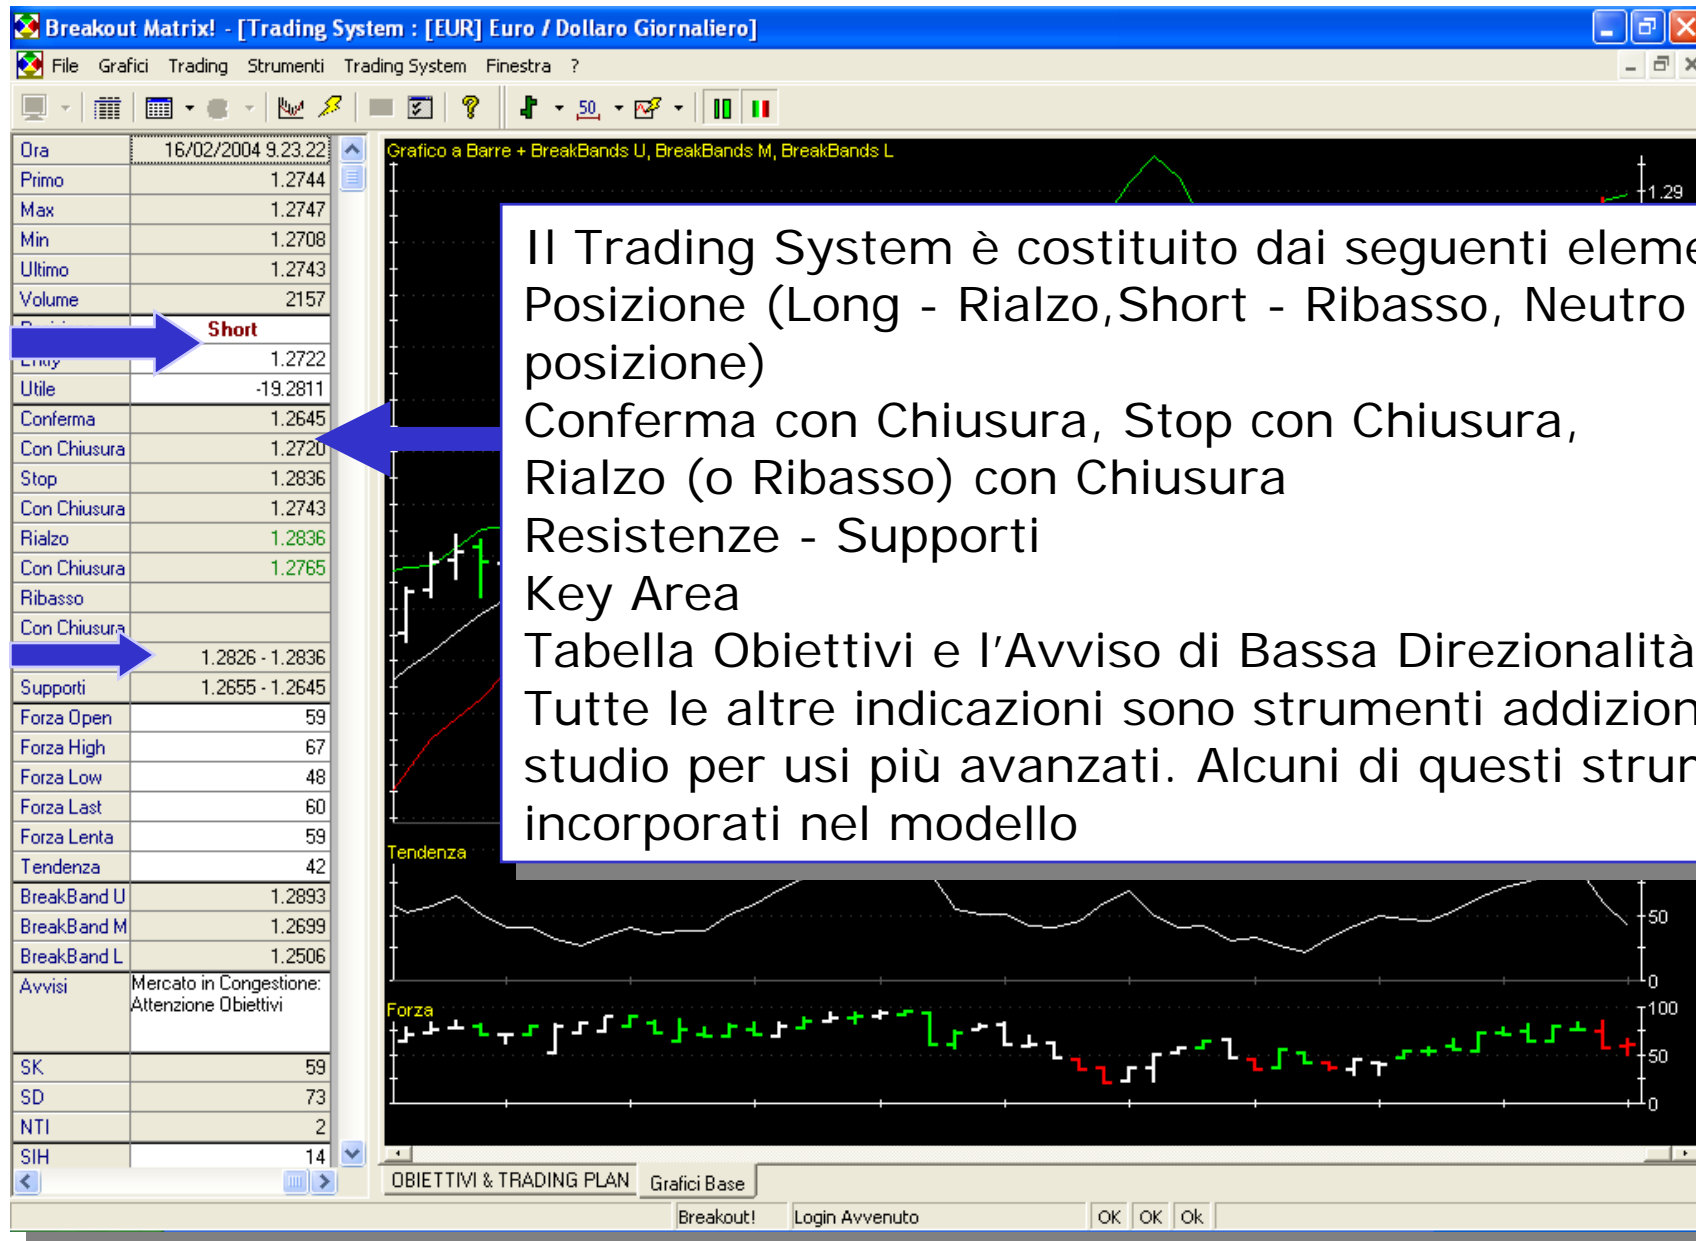 Breakout Matrix! - [Trading System : [EUR] Euro / Dollaro Giornaliero]
File Grafici Trading Strumenti Trading System Finestra ?
50
Ora 16/02/2004 9.23.22
Primo 1.2744
Max 1.2747
Min 1.2708
Ultimo 1.2743
Volume 2157
Short
Entry 1.2722
Utile -19.2811
Conferma 1.2645
Con Chiusura 1.2720
Stop 1.2836
Con Chiusura 1.2743
Rialzo 1.2836
Con Chiusura 1.2765
Ribasso
Con Chiusura
1.2826 - 1.2836
Supporti 1.2655 - 1.2645
Forza Open 59
Forza High 67
Forza Low 48
Forza Last 60
Forza Lenta 59
Tendenza 42
BreakBand U 1.2893
BreakBand M 1.2699
BreakBand L 1.2506
Avvisi Mercato in Congestione:
Attenzione Obiettivi
SK 59
SD 73
NTI 2
SIH 14
Grafico a Barre + BreakBands U, BreakBands M, BreakBands L
1.29
Il Trading System è costituito dai seguenti eleme
Posizione (Long - Rialzo,Short - Ribasso, Neutro
posizione)
Conferma con Chiusura, Stop con Chiusura,
Rialzo (o Ribasso) con Chiusura
Resistenze - Supporti
Key Area
Tabella Obiettivi e l’Avviso di Bassa Direzionalità
Tutte le altre indicazioni sono strumenti addizion
studio per usi più avanzati. Alcuni di questi strum
incorporati nel modello
Tendenza
50
0
Forza
100
50
0
OBIETTIVI & TRADING PLAN Grafici Base
Breakout! Login Avvenuto OK OK Ok